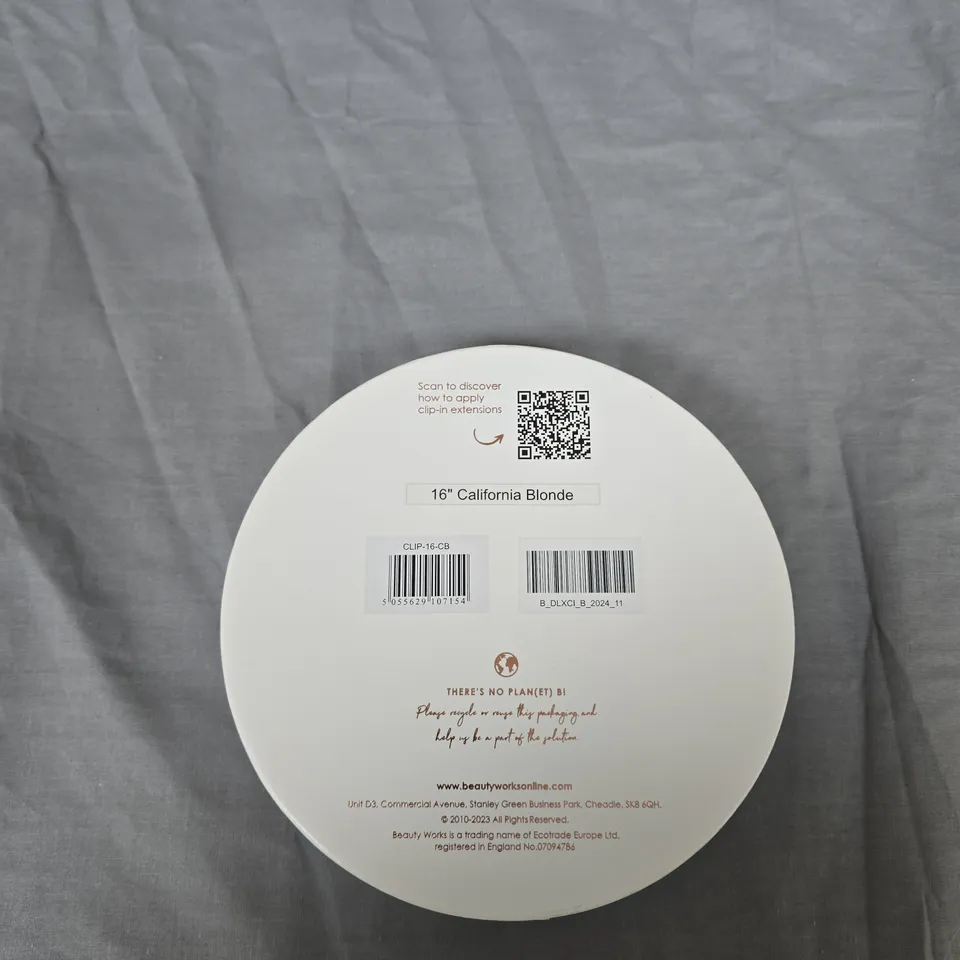 Scan to discover
how to apply
clip-in extensions
16" California Blonde
CLIP-16-CB
5 055629 107154
B_DLXCI_B_2024_11
THERE'S NO PLAN(ET) B!
Please recycle or reuse this packaging and
help us be a part of the solution.
www.beautyworksonline.com
Unit D3, Commercial Avenue, Stanley Green Business Park, Cheadle, SK8 6QH.
© 2010-2023 All Rights Reserved.
Beauty Works is a trading name of Ecotrade Europe Ltd,
registered in England No.07094786